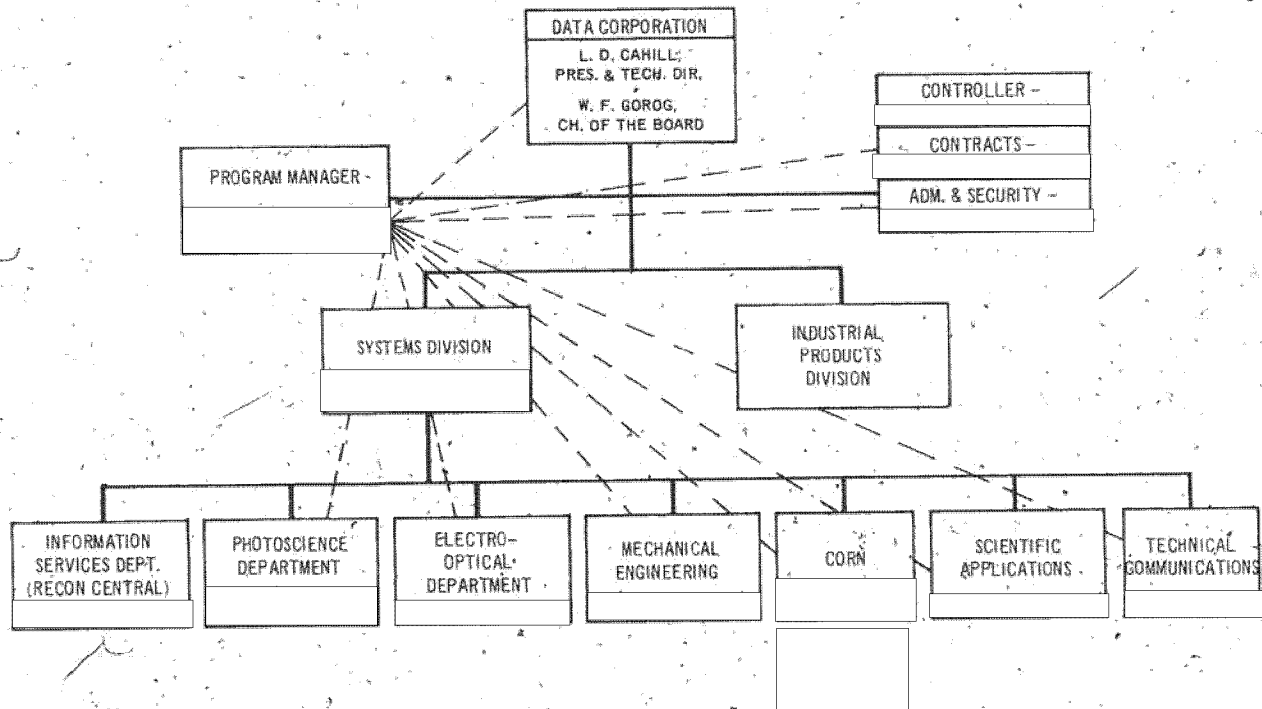 DATA CORPORATION
L. D. CAHILL,
PRES. & TECH. DIR,
W. F. GOROG,
CH. OF THE BOARD
CONTROLLER –
CONTRACTS –
ADM. & SECURITY –
PROGRAM MANAGER -
SYSTEMS DIVISION
INDUSTRIAL
PRODUCTS
DIVISION
INFORMATION
SERVICES DEPT.
(RECON CENTRAL)
PHOTOSCIENCE
DEPARTMENT
ELECTRO-
OPTICAL
DEPARTMENT
MECHANICAL
ENGINEERING
CORN
SCIENTIFIC
APPLICATIONS
TECHNICAL
COMMUNICATIONS